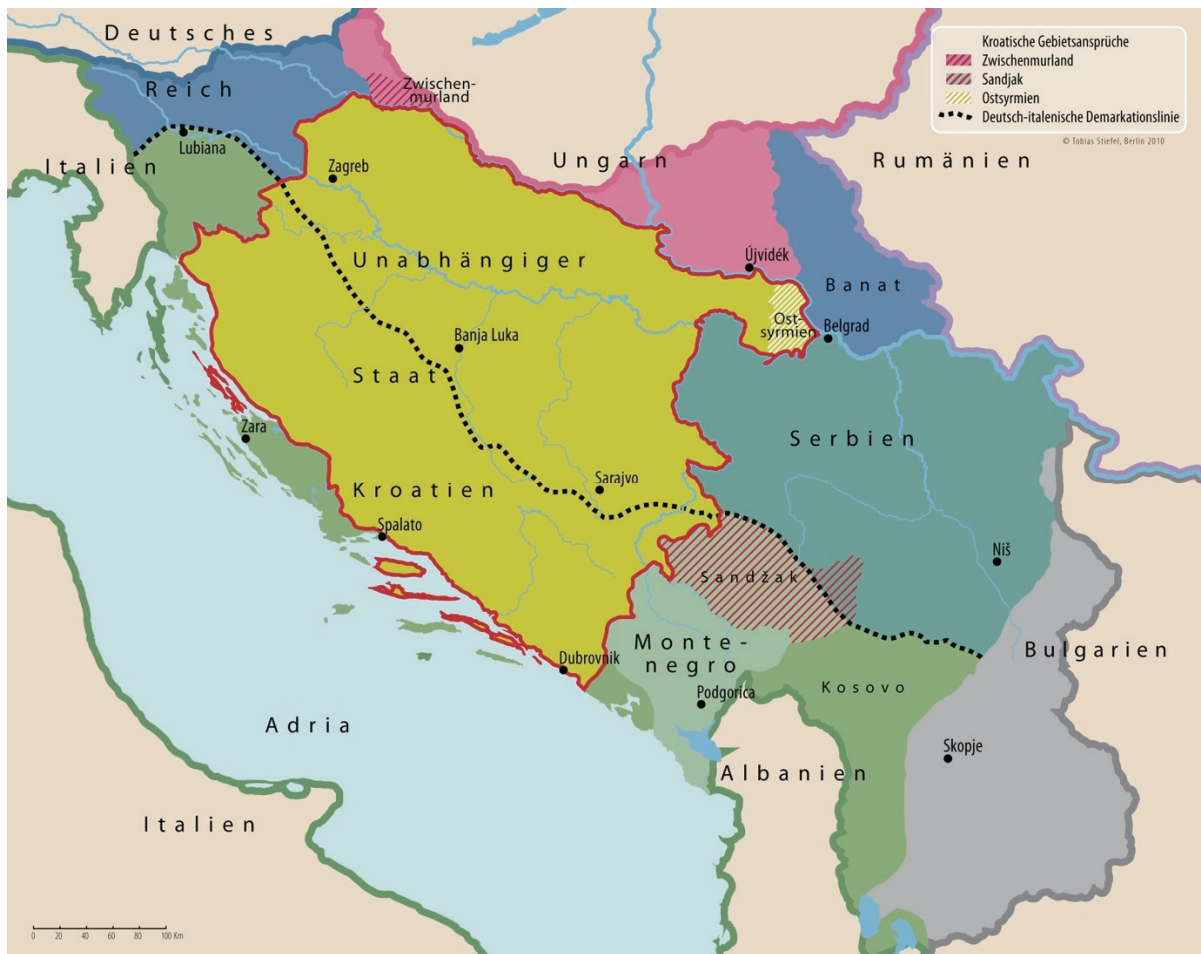 Deutsches
Reich
Zwischen-
murland
Kroatische Gebietsansprüche
Zwischenmurland
Sandjak
Ostsyrmien
Deutsch-italienische Demarkationslinie
© Tobias Stiefel, Berlin 2010
Lubiana
Italien
Zagreb
Ungarn
Rumänien
Unabhängiger
Újvidék
Banat
Ost-
syrmien
Belgrad
Banja Luka
Staat
Zara
Serbien
Kroatien
Sarajvo
Spalato
Niš
Sandžak
Monte-
negro
Bulgarien
Dubrovnik
Kosovo
Podgorica
Adria
Skopje
Albanien
Italien
0 20 40 60 80 100 Km